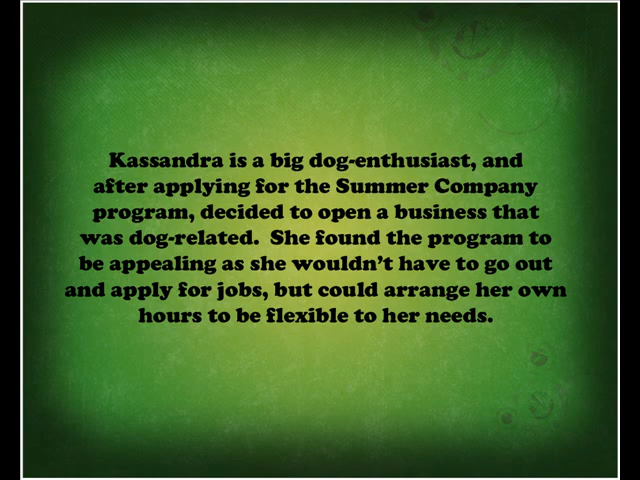 Kassandra is a big dog-enthusiast, and
after applying for the Summer Company
program, decided to open a business that
was dog-related.  She found the program to
be appealing as she wouldn’t have to go out
and apply for jobs, but could arrange her own
hours to be flexible to her needs.